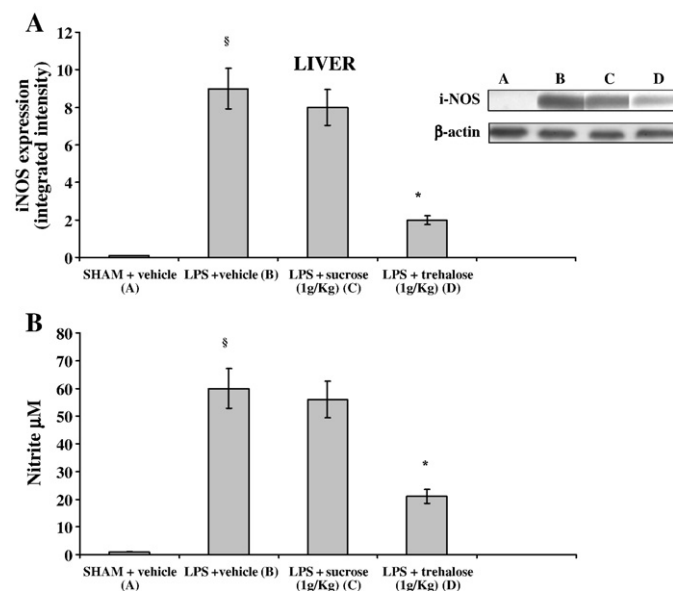 A
12
10
8
6
4
2
0
iNOS expression
(integrated intensity)
§
LIVER
*
SHAM + vehicle
(A)
LPS +vehicle (B)
LPS + sucrose
(1g/Kg) (C)
LPS + trehalose
(1g/Kg) (D)
A B C D
i-NOS
β-actin
B
80
70
60
50
40
30
20
10
0
Nitrite µM
§
*
SHAM + vehicle
(A)
LPS +vehicle (B)
LPS + sucrose
(1g/Kg) (C)
LPS + trehalose
(1g/Kg) (D)